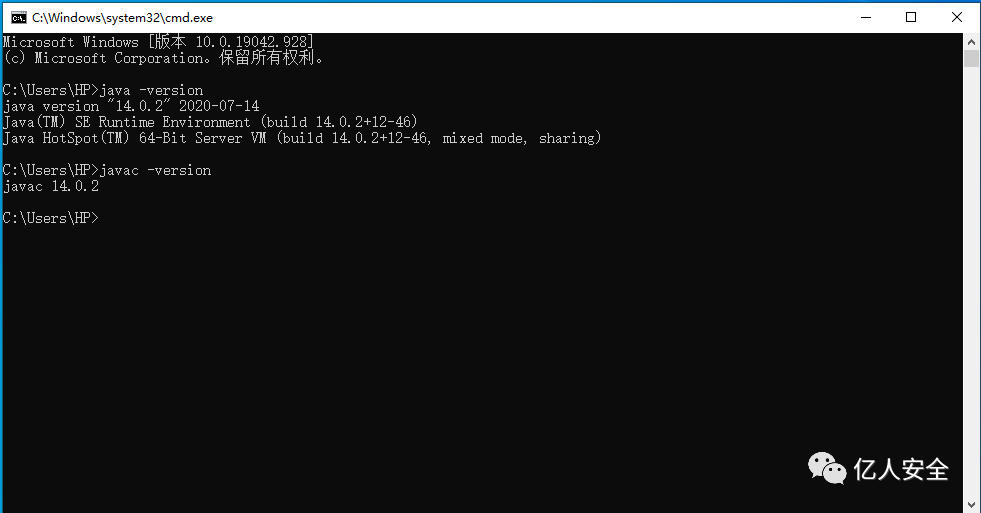 C:\Windows\system32\cmd.exe
Microsoft Windows [版本 10.0.19042.928]
(c) Microsoft Corporation。保留所有权利。
C:\Users\HP>java -version
java version "14.0.2" 2020-07-14
Java(TM) SE Runtime Environment (build 14.0.2+12-46)
Java HotSpot(TM) 64-Bit Server VM (build 14.0.2+12-46, mixed mode, sharing)
C:\Users\HP>javac -version
javac 14.0.2
C:\Users\HP>
亿人安全